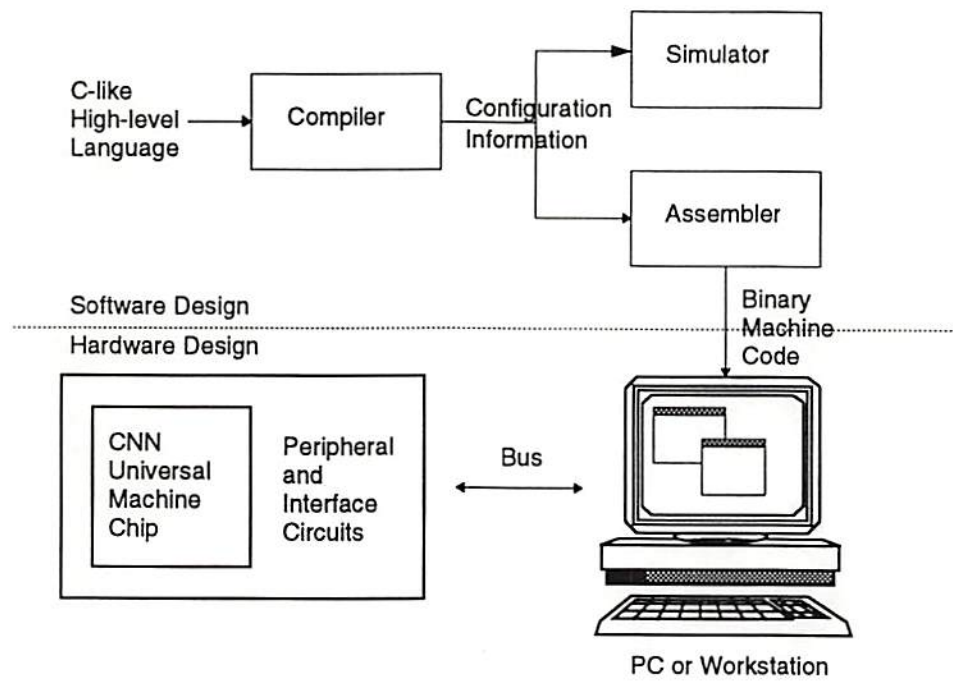 Simulator
C-like
High-level
Language
Compiler
Configuration
Information
Assembler
Software Design
Binary
Machine
Code
Hardware Design
CNN
Universal
Machine
Chip
Peripheral
and
Interface
Circuits
Bus
PC or Workstation